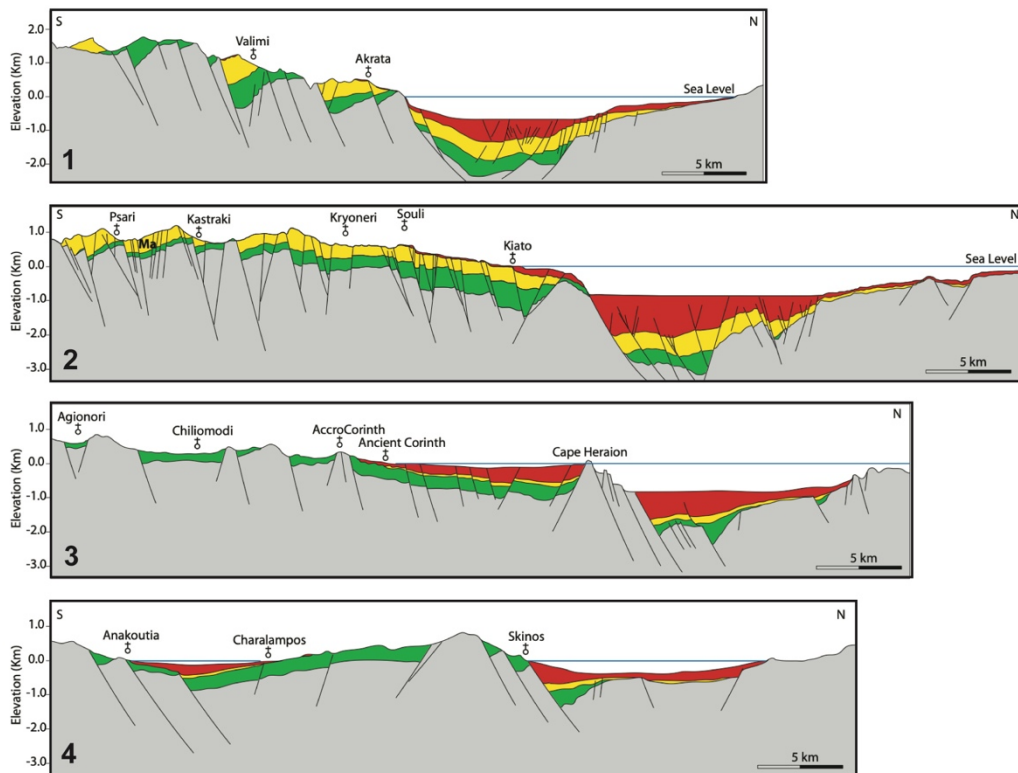 S N
Valimi
Akrata
Sea Level
Elevation (Km)
2.0
1.0
0.0
-1.0
-2.0
1
5 km
S N
Psari
Ma
Kastraki
Kryoneri
Souli
Kiato
Sea Level
Elevation (Km)
1.0
0.0
-1.0
-2.0
-3.0
2
5 km
Agionori
Chiliomodi
AccroCorinth
Ancient Corinth
Cape Heraion
N
Elevation (Km)
1.0
0.0
-1.0
-2.0
-3.0
3
5 km
S N
Anakoutia
Charalampos
Skinos
Elevation (Km)
1.0
0.0
-1.0
-2.0
-3.0
4
5 km